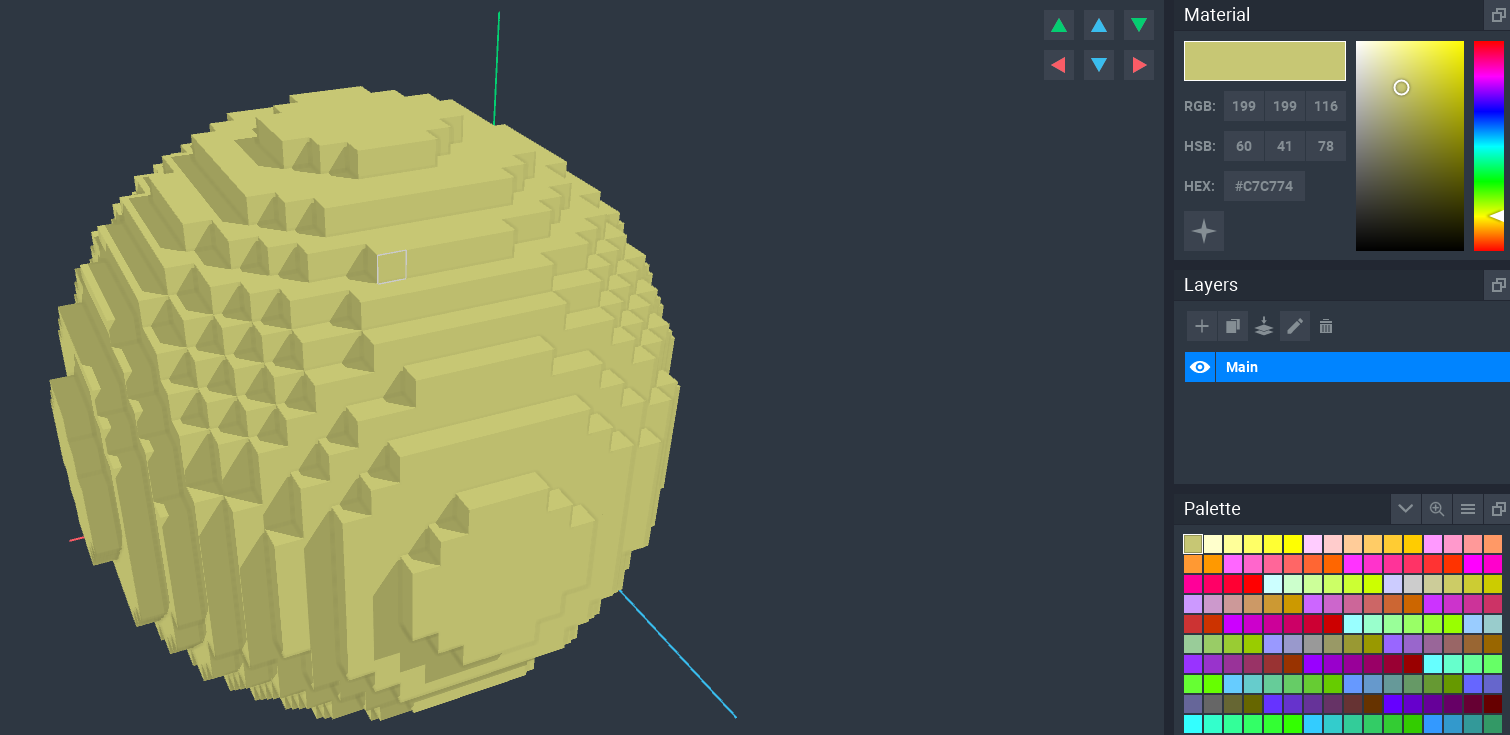 Material
RGB: 199 199 116
HSB: 60 41 78
HEX: #C7C774
Layers
Main
Palette